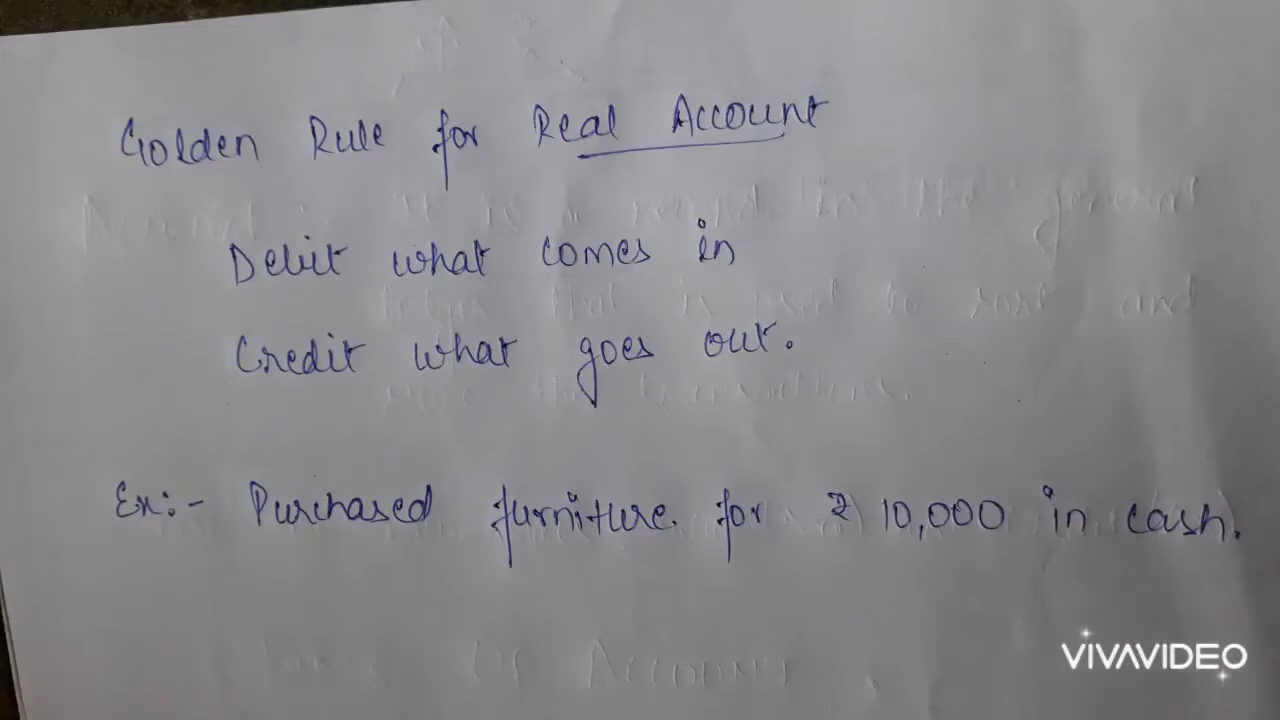 Golden Rule for Real Account
Debit what comes in
Credit what goes out.
Ex:- Purchased furniture for ₹ 10,000 in cash.
VIVAVIDEO